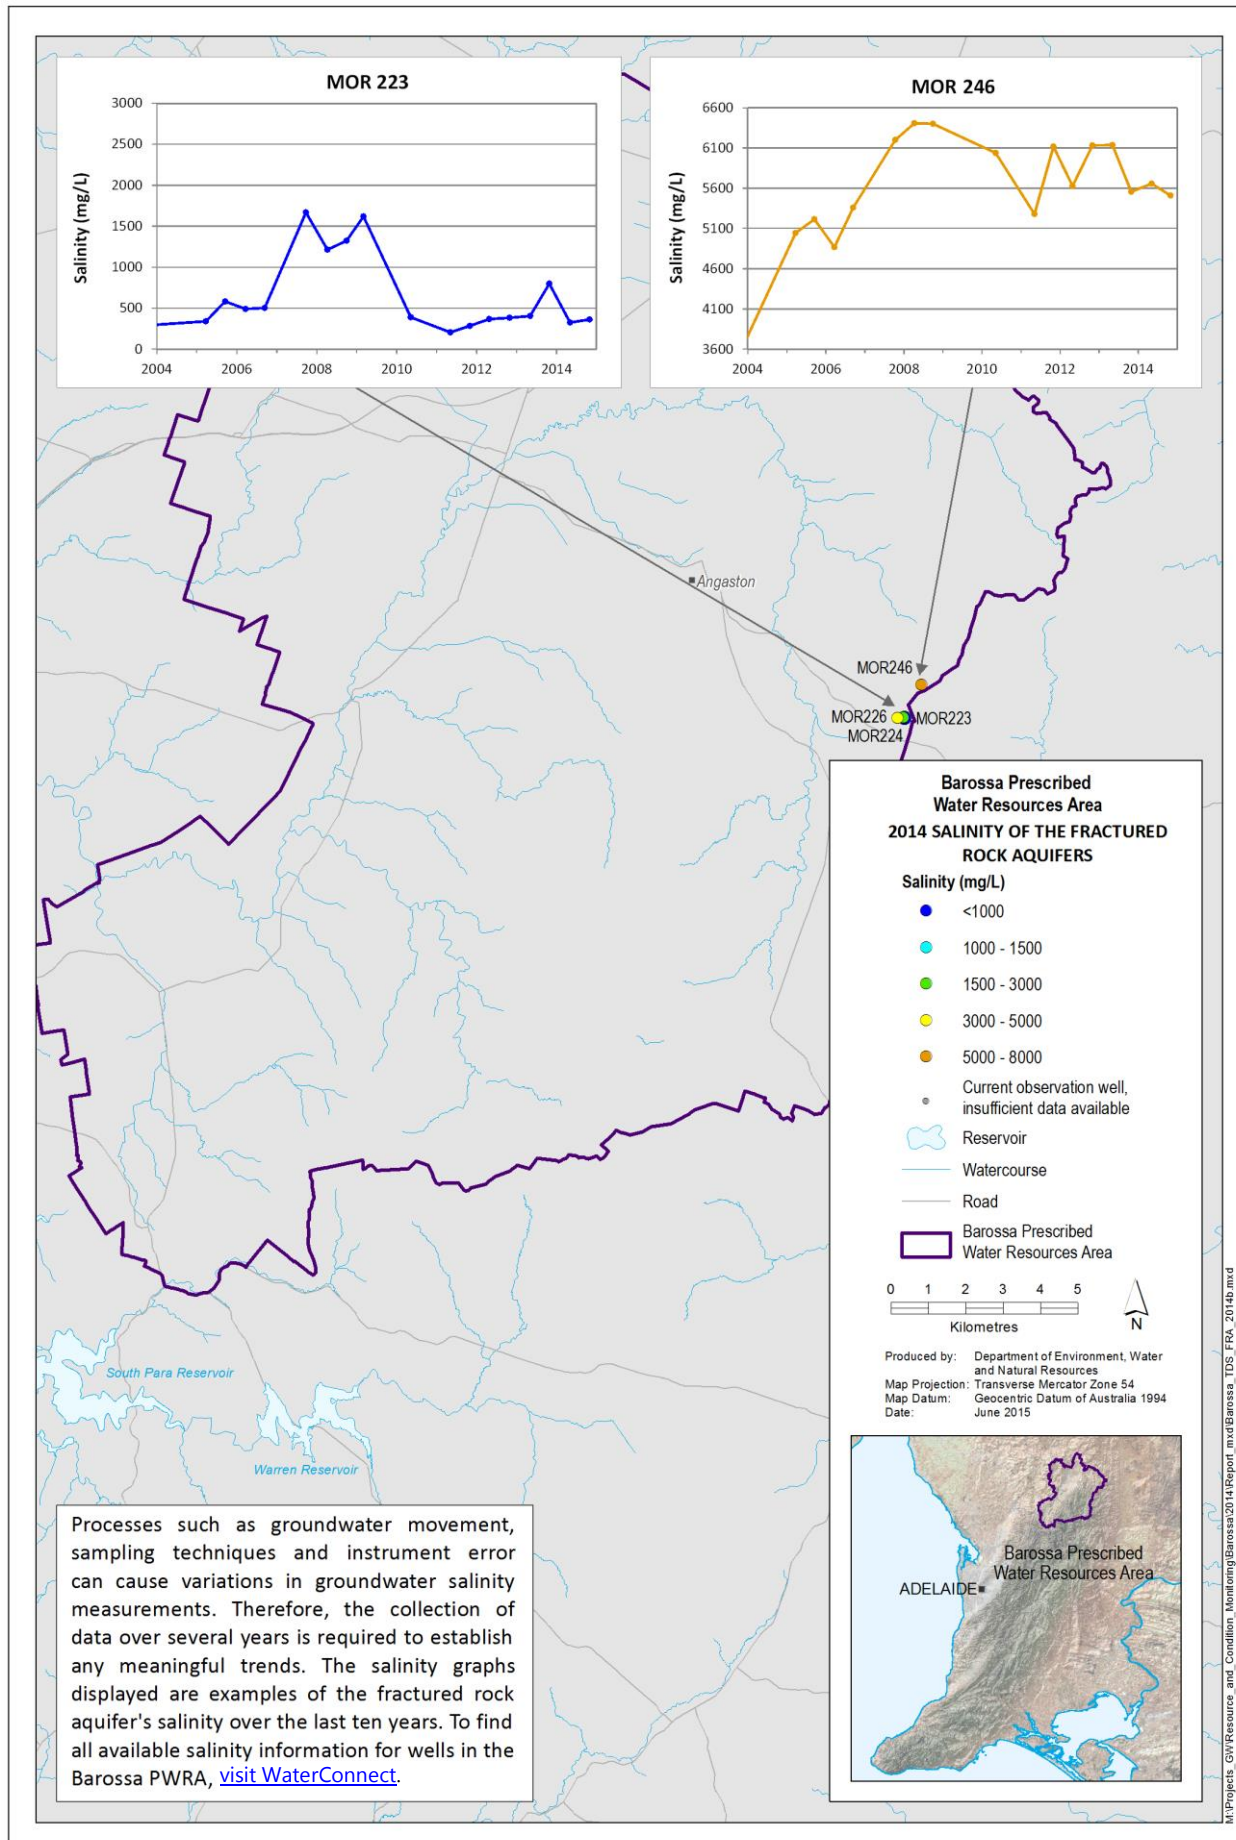 MOR 223
3000
2500
2000
1500
1000
500
0
Salinity (mg/L)
2004 2006 2008 2010 2012 2014
MOR 246
6600
6100
5600
5100
4600
4100
3600
Salinity (mg/L)
2004 2006 2008 2010 2012 2014
Angaston
MOR246
MOR226 MOR223
MOR224
Barossa Prescribed
Water Resources Area
2014 SALINITY OF THE FRACTURED
ROCK AQUIFERS
Salinity (mg/L)
<1000
1000 - 1500
1500 - 3000
3000 - 5000
5000 - 8000
Current observation well,
insufficient data available
Reservoir
Watercourse
Road
Barossa Prescribed
Water Resources Area
0 1 2 3 4 5
Kilometres
N
Produced by: Department of Environment, Water
and Natural Resources
Map Projection: Transverse Mercator Zone 54
Map Datum: Geocentric Datum of Australia 1994
Date: June 2015
South Para Reservoir
Warren Reservoir
Barossa Prescribed
Water Resources Area
ADELAIDE
Processes such as groundwater movement,
sampling techniques and instrument error
can cause variations in groundwater salinity
measurements. Therefore, the collection of
data over several years is required to establish
any meaningful trends. The salinity graphs
displayed are examples of the fractured rock
aquifer's salinity over the last ten years. To find
all available salinity information for wells in the
Barossa PWRA, visit WaterConnect.
M:\Projects_GW\Resource_and_Condition_Monitoring\Barossa\2014\Report_mxd\Barossa_TDS_FRA_2014b.mxd